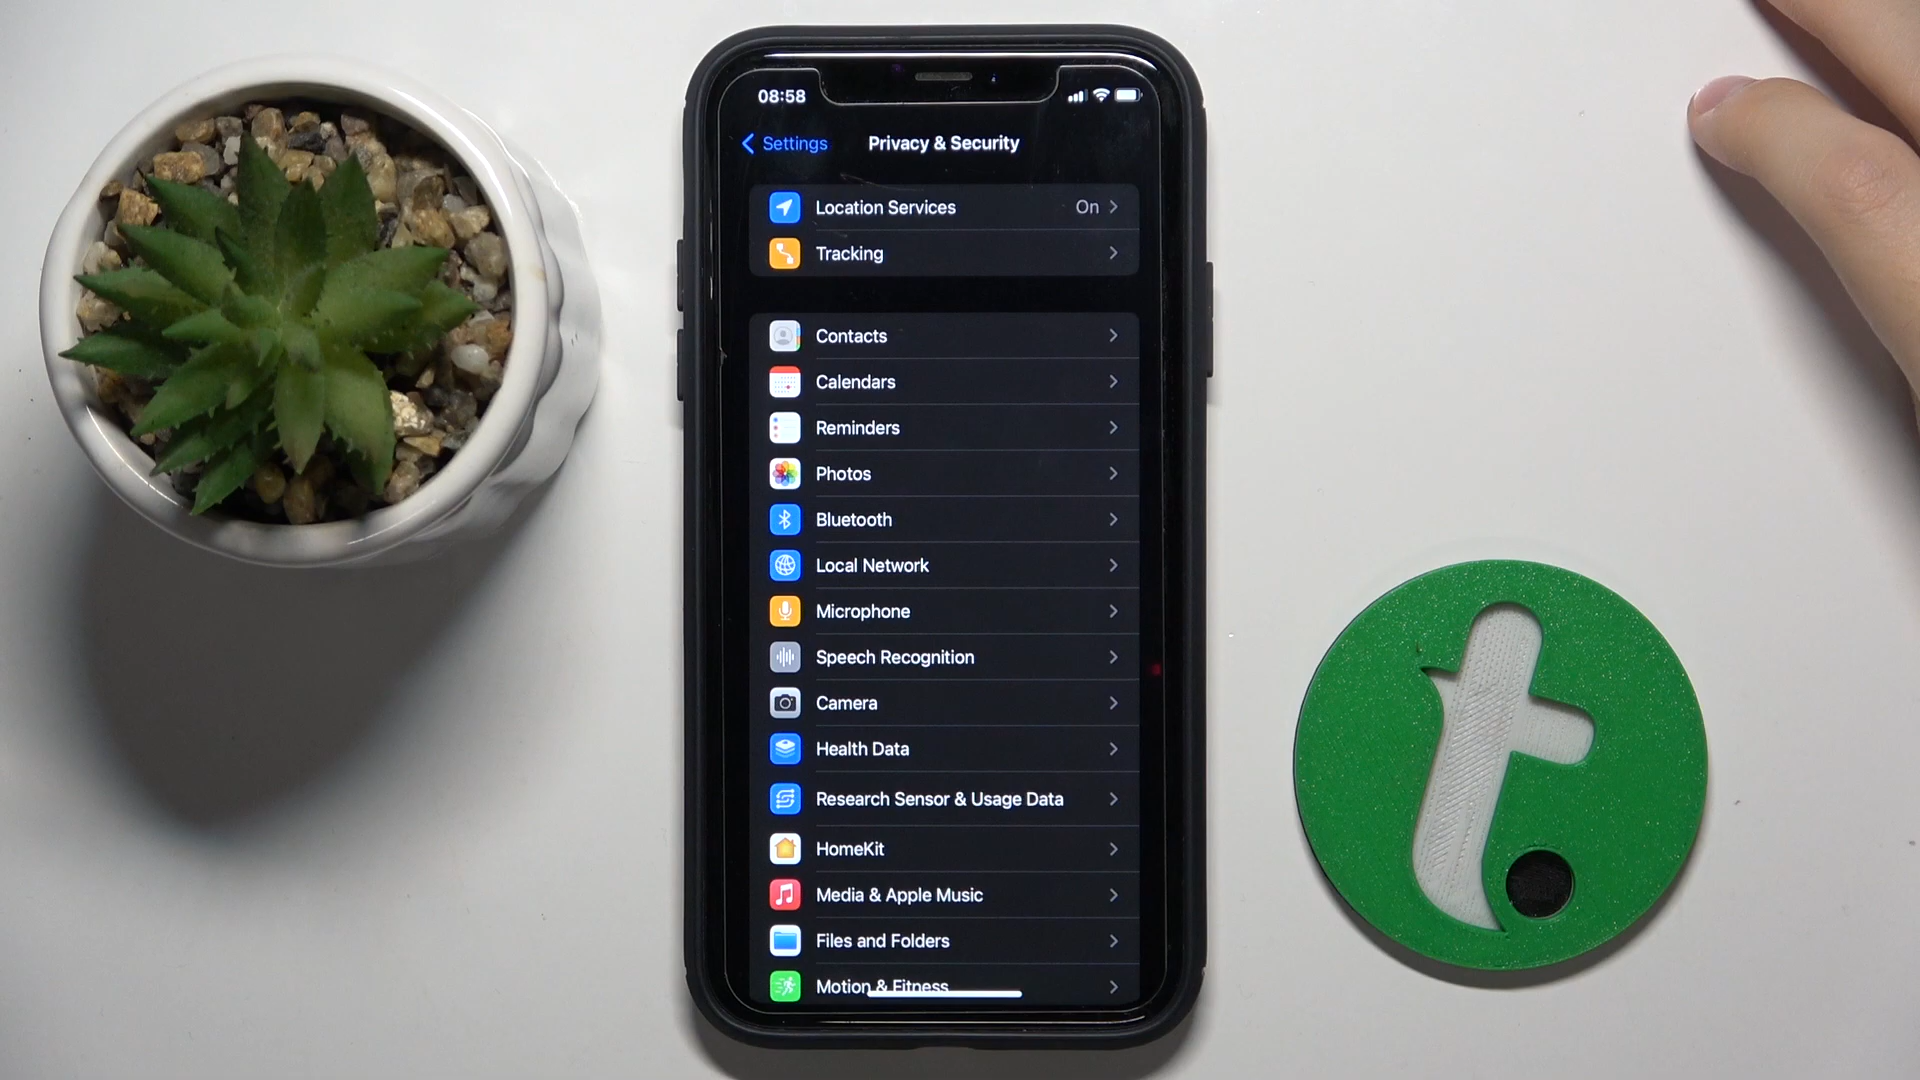 08:58
Settings
Privacy & Security
Location Services On
Tracking
Contacts
Calendars
Reminders
Photos
Bluetooth
Local Network
Microphone
Speech Recognition
Camera
Health Data
Research Sensor & Usage Data
HomeKit
Media & Apple Music
Files and Folders
Motion & Fitness
t.